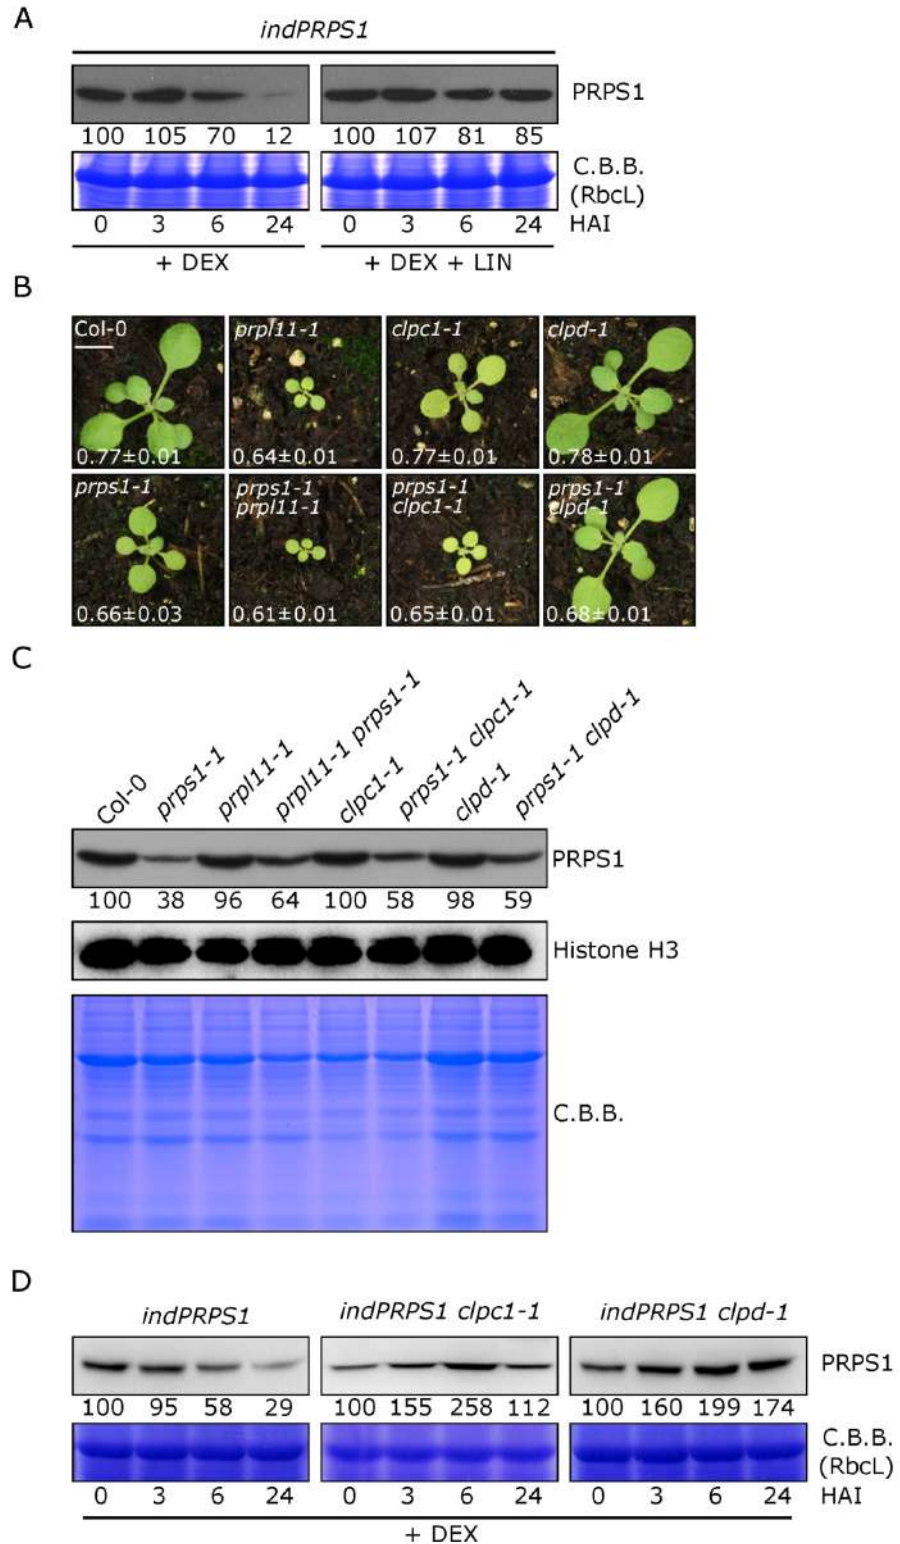 A
indPRPS1
PRPS1
100 105 70 12 100 107 81 85
C.B.B.
(RbcL)
0 3 6 24 0 3 6 24 HAI
+ DEX + DEX + LIN
B
Col-0 prpl11-1 clpc1-1 clpd-1
0.77±0.01 0.64±0.01 0.77±0.01 0.78±0.01
prps1-1 prps1-1 prps1-1 prps1-1
prpl11-1 clpc1-1 clpd-1
0.66±0.03 0.61±0.01 0.65±0.01 0.68±0.01
C
Col-0 prps1-1 prpl11-1 prpl11-1 prps1-1 clpc1-1 prps1-1 clpc1-1 clpd-1 prps1-1 clpd-1
PRPS1
100 38 96 64 100 58 98 59
Histone H3
C.B.B.
D
indPRPS1 indPRPS1 clpc1-1 indPRPS1 clpd-1
PRPS1
100 95 58 29 100 155 258 112 100 160 199 174
C.B.B.
(RbcL)
0 3 6 24 0 3 6 24 0 3 6 24 HAI
+ DEX